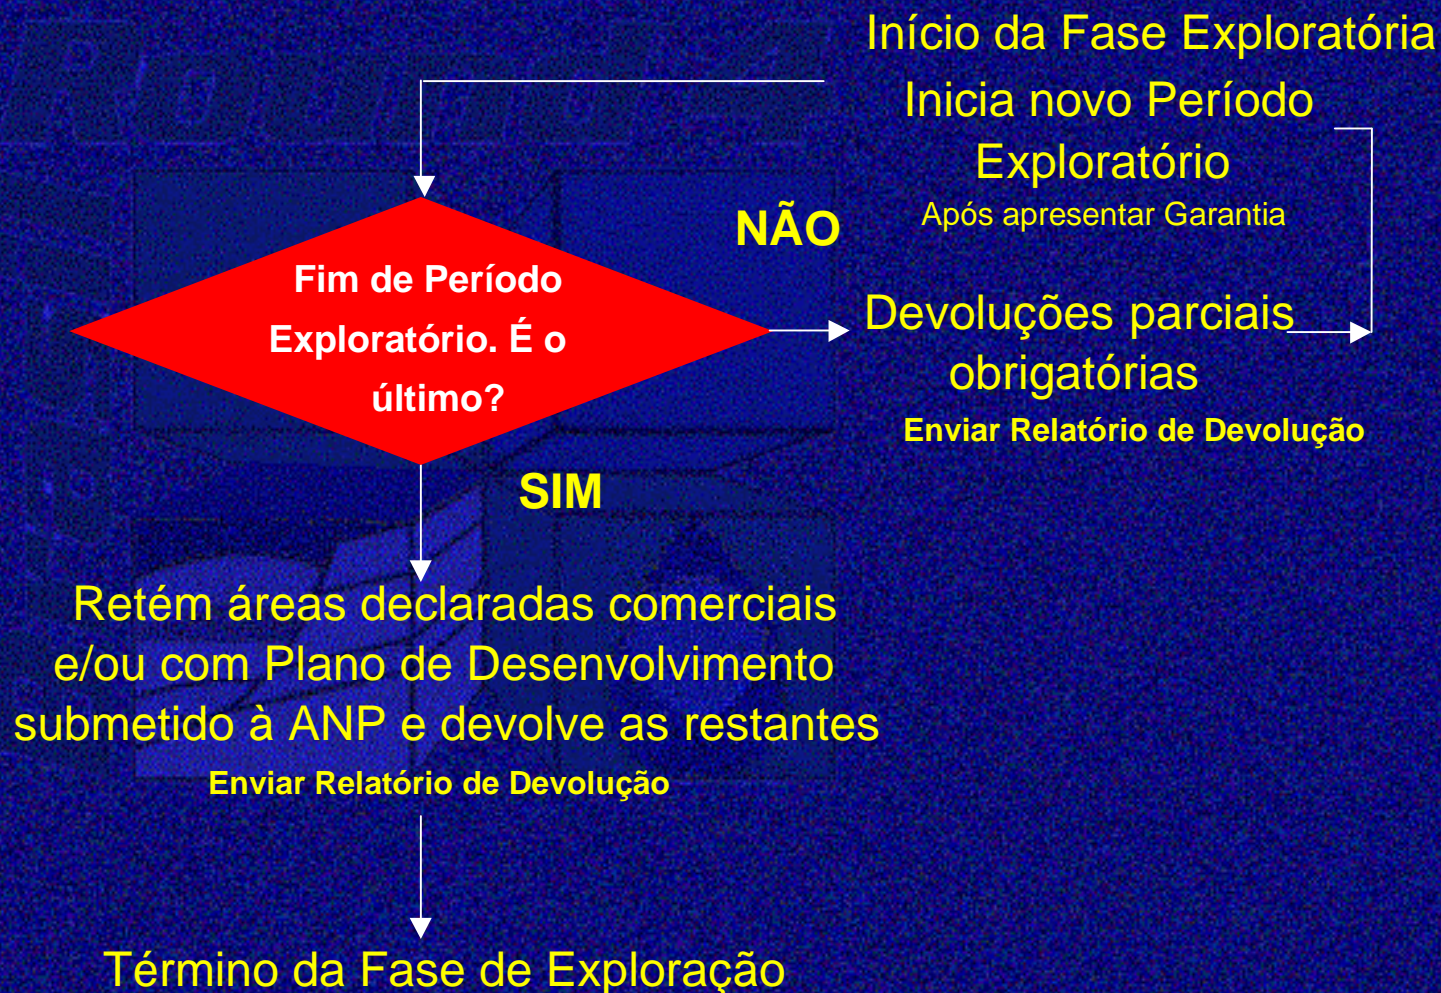 Início da Fase Exploratória
Inicia novo Período
Exploratório
Após apresentar Garantia
NÃO
Fim de Período
Exploratório. É o
último?
Devoluções parciais
obrigatórias
Enviar Relatório de Devolução
SIM
Retém áreas declaradas comerciais
e/ou com Plano de Desenvolvimento
submetido à ANP e devolve as restantes
Enviar Relatório de Devolução
Término da Fase de Exploração